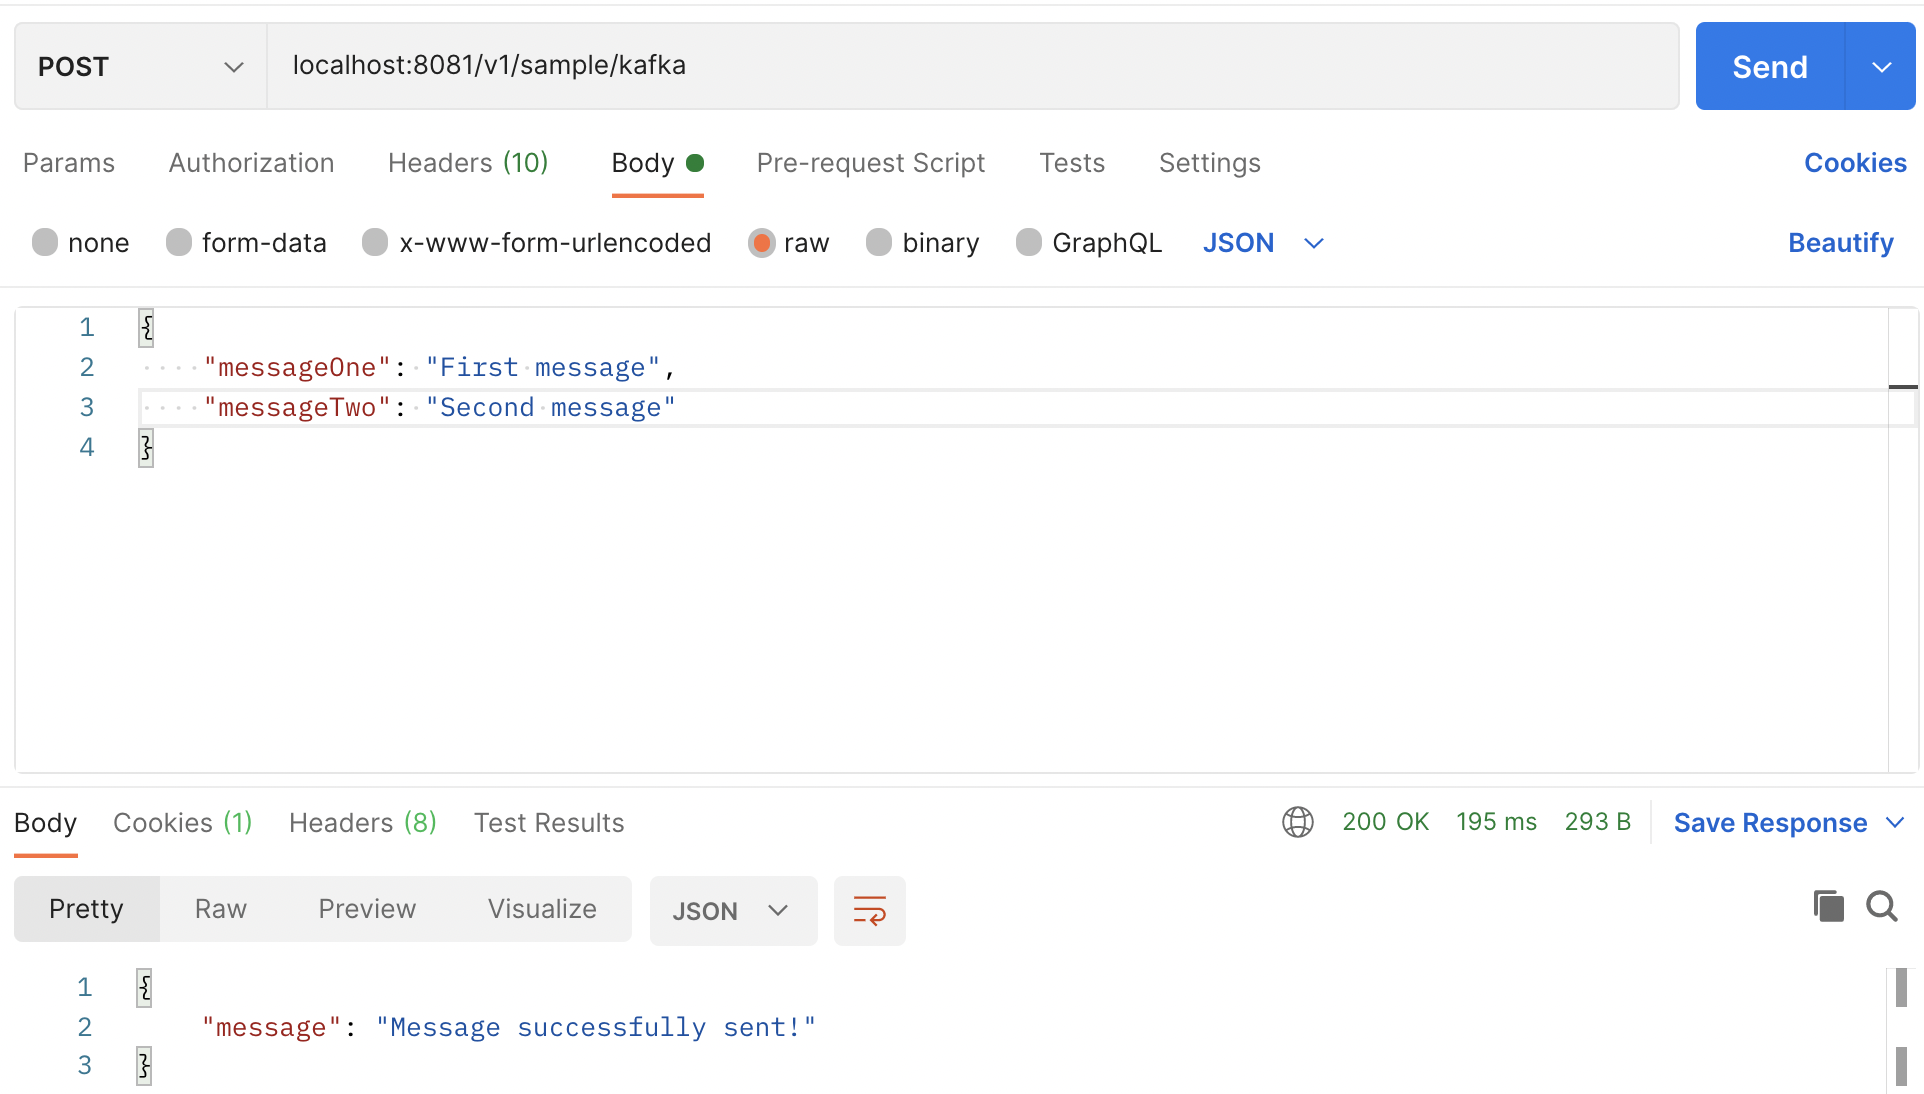 POST localhost:8081/v1/sample/kafka Send
Params Authorization Headers (10) Body Pre-request Script Tests Settings Cookies
none form-data x-www-form-urlencoded raw binary GraphQL JSON Beautify
1 {
2 "messageOne": "First message",
3 "messageTwo": "Second message"
4 }
Body Cookies (1) Headers (8) Test Results 200 OK 195 ms 293 B Save Response
Pretty Raw Preview Visualize JSON
1 {
2 "message": "Message successfully sent!"
3 }